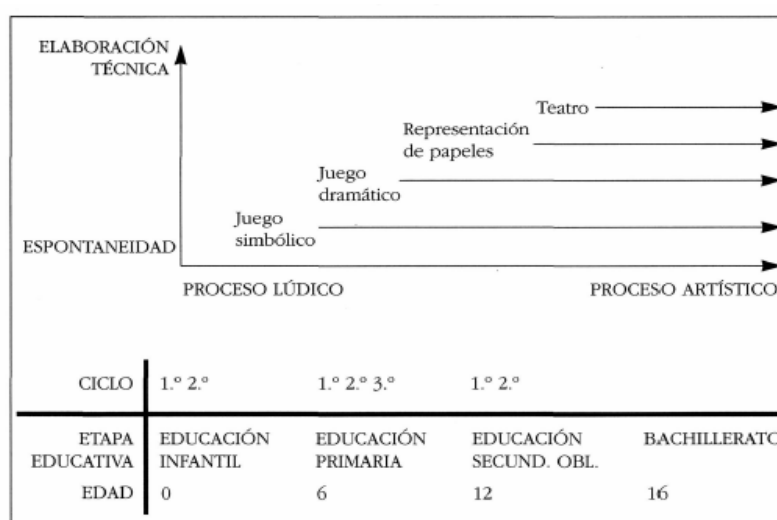 ELABORACIÓN
TÉCNICA
Teatro
Representación
de papeles
Juego
dramático
Juego
simbólico
ESPONTANEIDAD
PROCESO LÚDICO PROCESO ARTÍSTICO
CICLO 1.º 2.º 1.º 2.º 3.º 1.º 2.º
ETAPA EDUCACIÓN EDUCACIÓN EDUCACIÓN BACHILLERATO
EDUCATIVA INFANTIL PRIMARIA SECUND. OBL.
EDAD 0 6 12 16